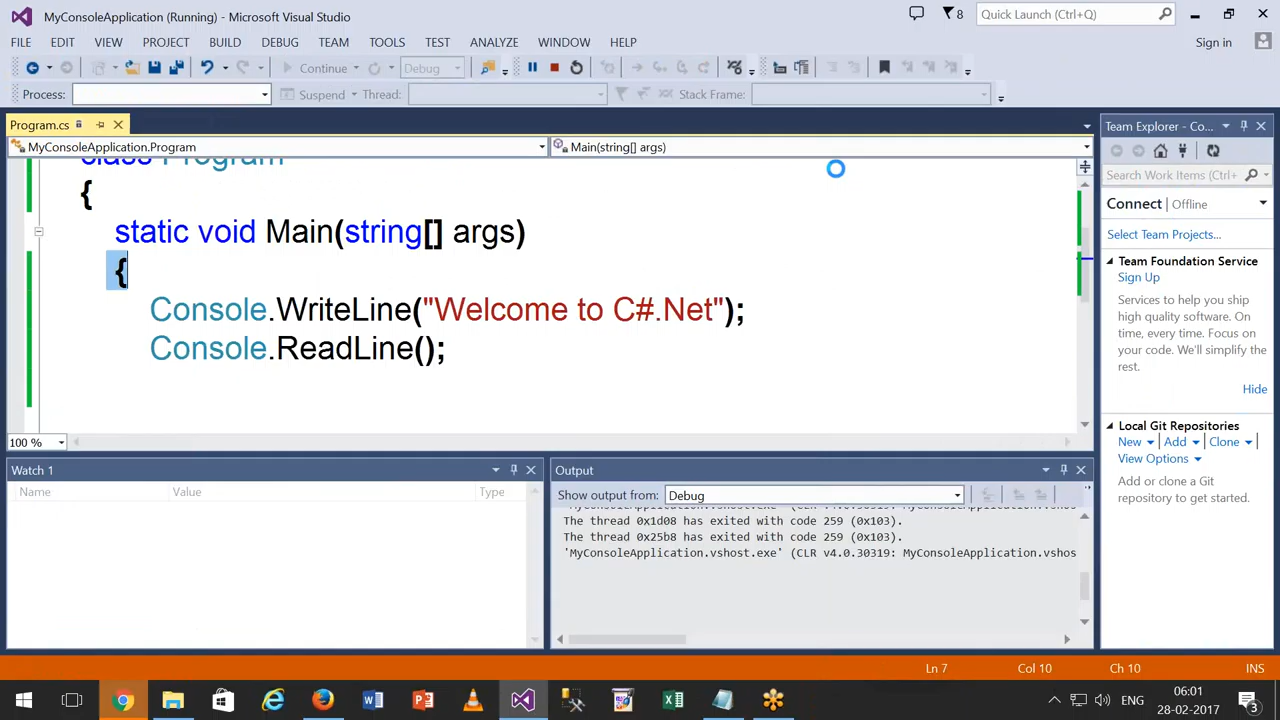 MyConsoleApplication (Running) - Microsoft Visual Studio
8
Quick Launch (Ctrl+Q)
FILE EDIT VIEW PROJECT BUILD DEBUG TEAM TOOLS TEST ANALYZE WINDOW HELP
Sign in
Continue Debug
Process: Suspend Thread: Stack Frame:
Program.cs
MyConsoleApplication.Program
Main(string[] args)
class Program
{
static void Main(string[] args)
{
Console.WriteLine("Welcome to C#.Net");
Console.ReadLine();
100 %
Team Explorer - Co...
Search Work Items (Ctrl+
Connect | Offline
Select Team Projects...
Team Foundation Service
Sign Up
Services to help you ship
high quality software. On
time, every time. Focus on
your code. We'll simplify the
rest.
Hide
Local Git Repositories
New Add Clone
View Options
Add or clone a Git
repository to get started.
Watch 1
Name Value Type
Output
Show output from: Debug
The thread 0x1d08 has exited with code 259 (0x103).
The thread 0x25b8 has exited with code 259 (0x103).
'MyConsoleApplication.vshost.exe' (CLR v4.0.30319: MyConsoleApplication.vshos
Ln 7 Col 10 Ch 10 INS
ENG
06:01
28-02-2017
3